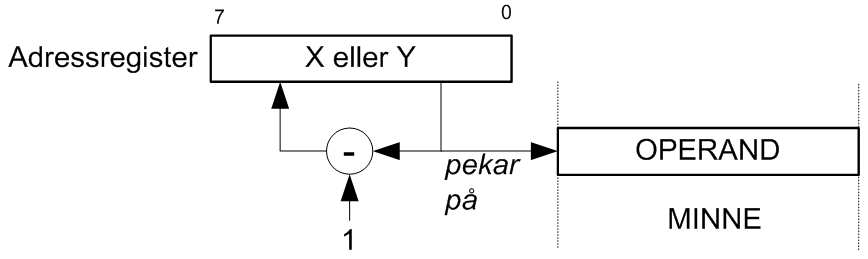 7 0
Adressregister X eller Y
-
pekar OPERAND
på
MINNE
1